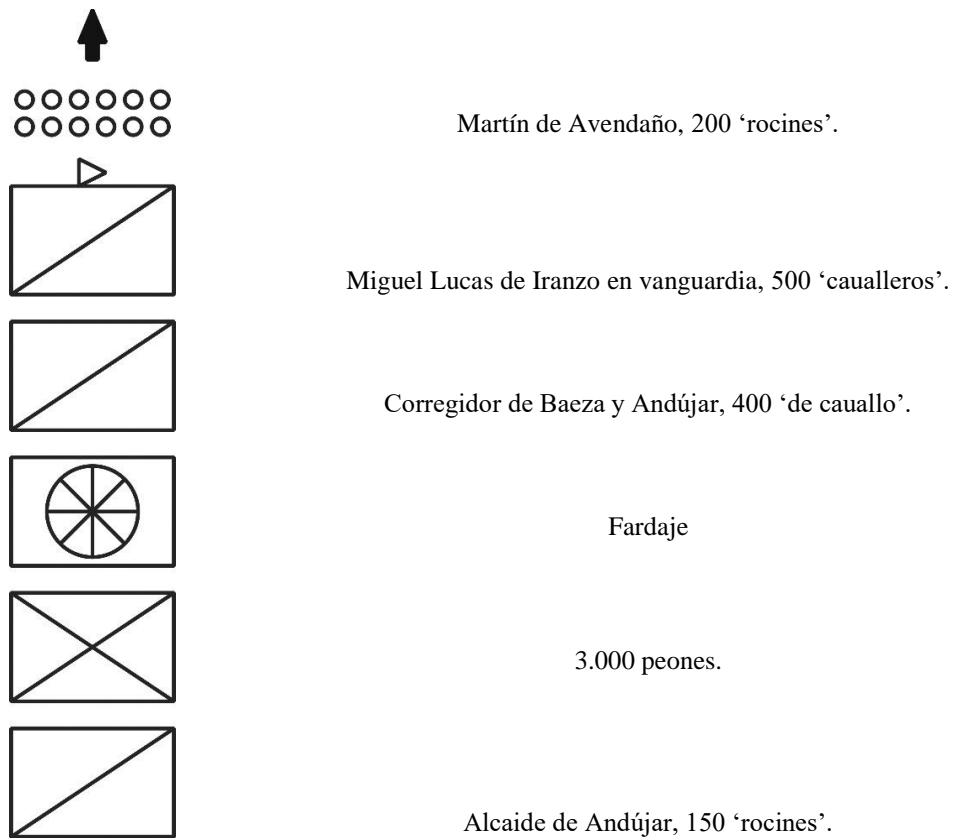 Martín de Avendaño, 200 ‘rocines’.
Miguel Lucas de Iranzo en vanguardia, 500 ‘caualleros’.
Corregidor de Baeza y Andújar, 400 ‘de cauallo’.
Fardaje
3.000 peones.
Alcaide de Andújar, 150 ‘rocines’.